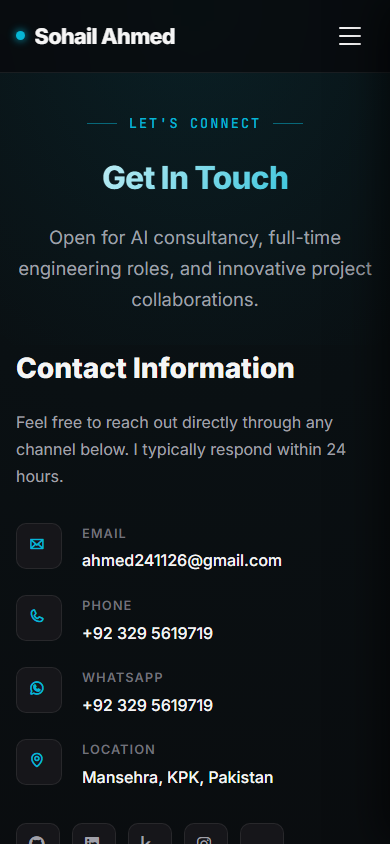 Sohail Ahmed
LET'S CONNECT
Get In Touch
Open for AI consultancy, full-time
engineering roles, and innovative project
collaborations.
Contact Information
Feel free to reach out directly through any
channel below. I typically respond within 24
hours.
EMAIL
ahmed241126@gmail.com
PHONE
+92 329 5619719
WHATSAPP
+92 329 5619719
LOCATION
Mansehra, KPK, Pakistan